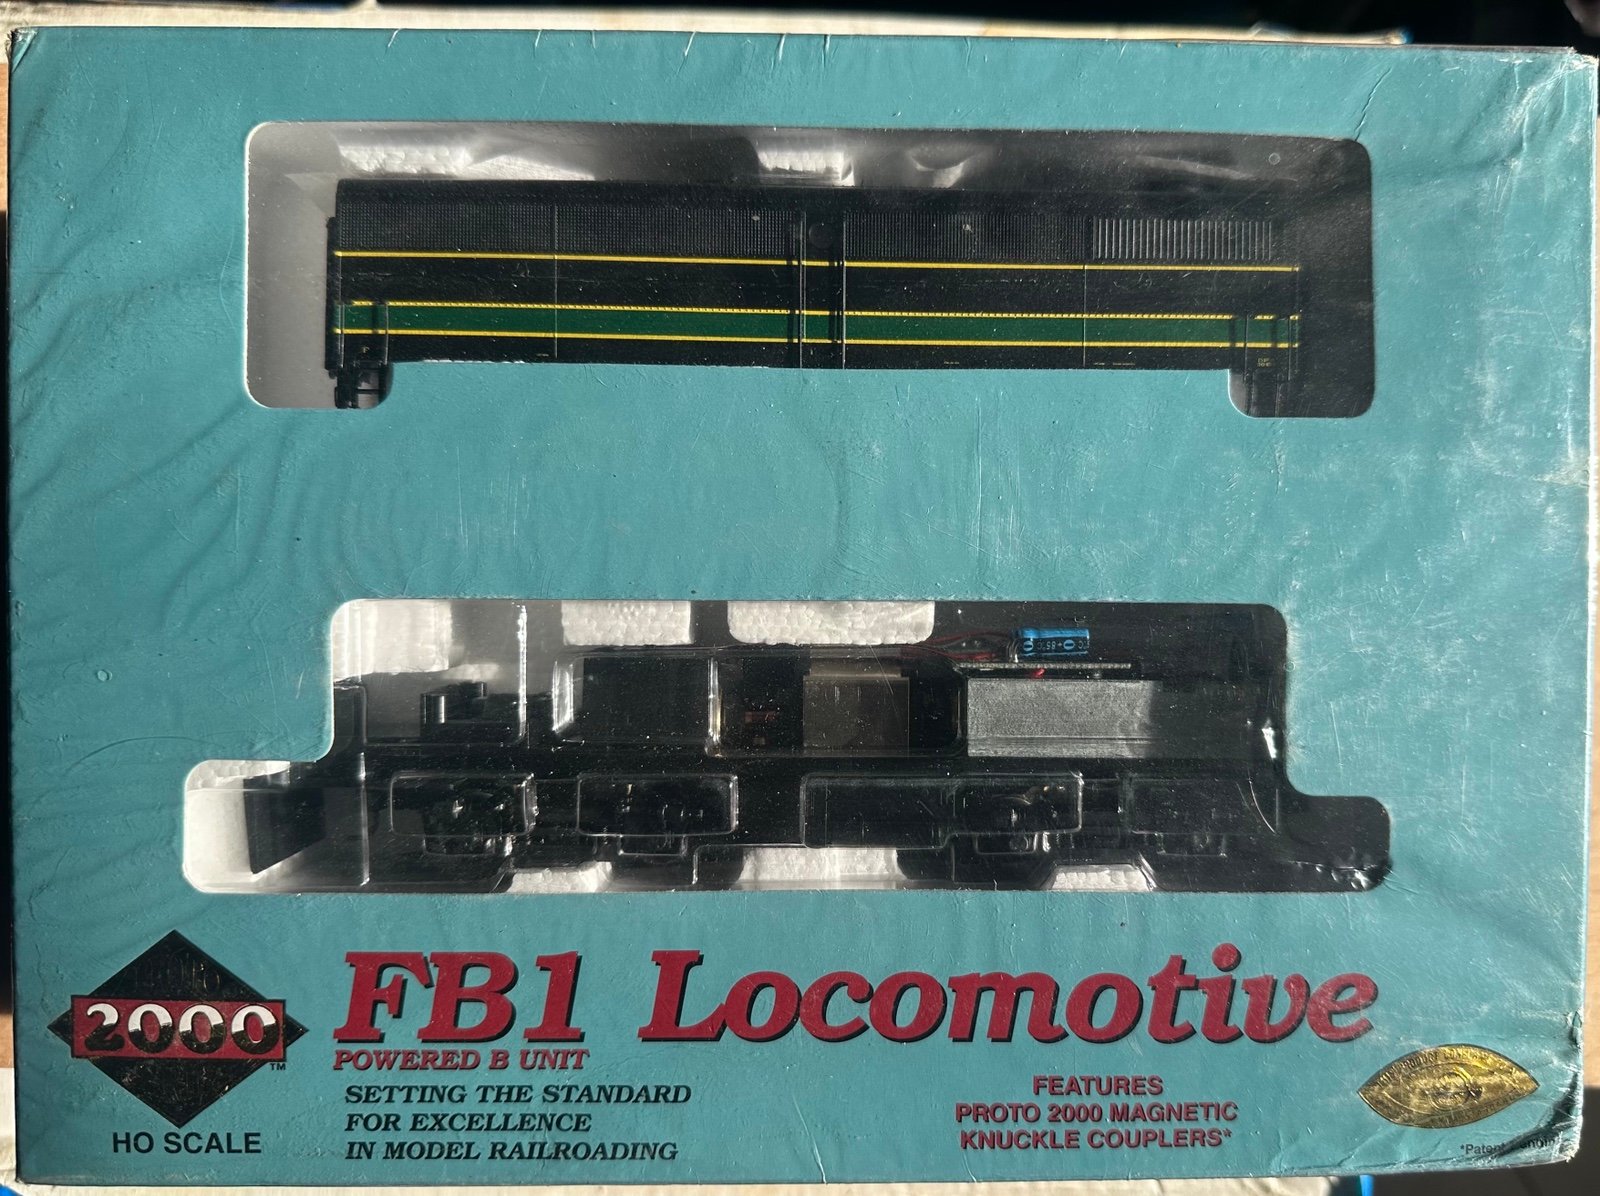 2000
TM
HO SCALE
FB1 Locomotive
POWERED B UNIT
SETTING THE STANDARD
FOR EXCELLENCE
IN MODEL RAILROADING
FEATURES
PROTO 2000 MAGNETIC
KNUCKLE COUPLERS*